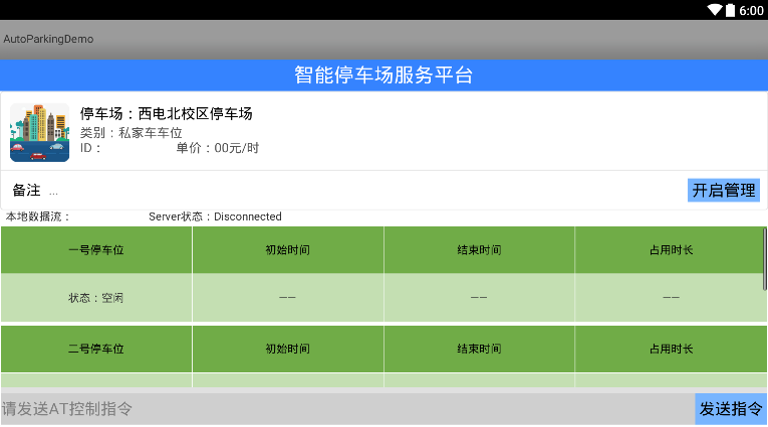 6:00
AutoParkingDemo
智能停车场服务平台
停车场：西电北校区停车场
类别：私家车车位
ID： 单价：00元/时
备注 ... 开启管理
本地数据流： Server状态：Disconnected
一号停车位 初始时间 结束时间 占用时长
状态：空闲 —— —— ——
二号停车位 初始时间 结束时间 占用时长
请发送AT控制指令 发送指令